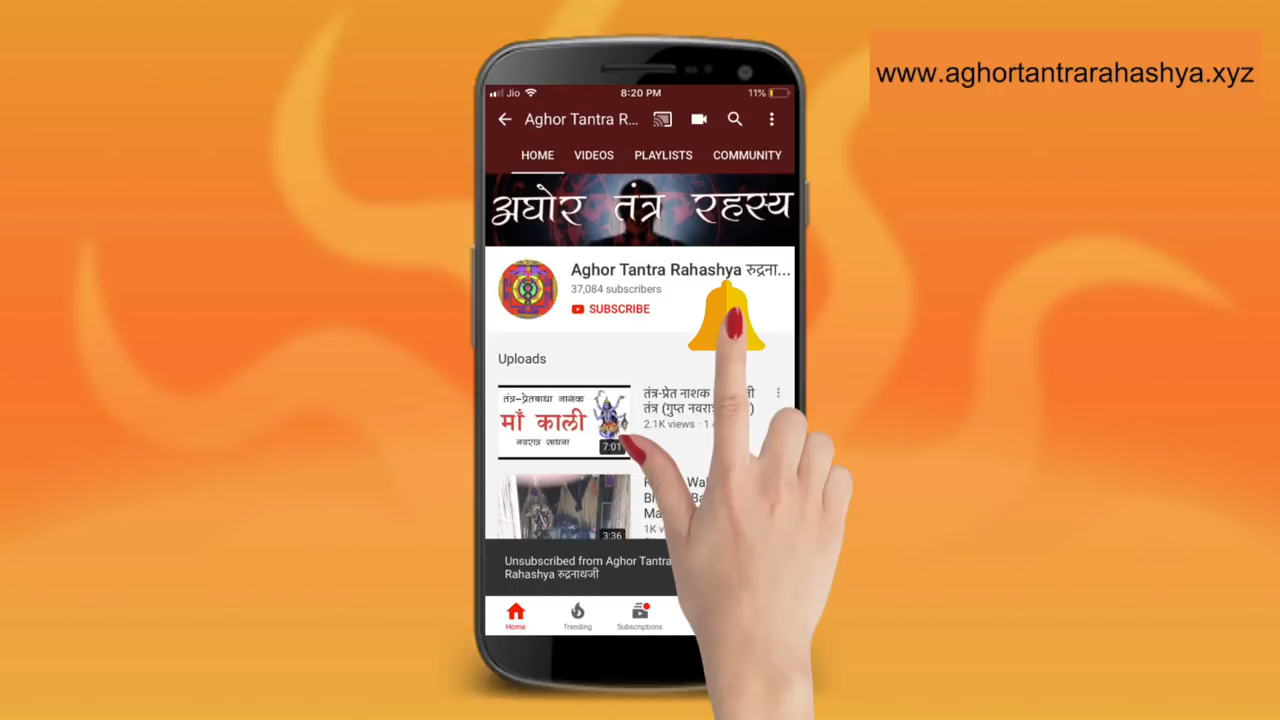 www.aghortantrarahashya.xyz
Jio 8:20 PM 11%
Aghor Tantra R...
HOME VIDEOS PLAYLISTS COMMUNITY
अघोर तंत्र रहस्य
Aghor Tantra Rahashya रुद्रना...
37,084 subscribers
SUBSCRIBE
Uploads
तंत्र-प्रेतबाधा नाशक
माँ काली
नवरात्र साधना
7:01
तंत्र-प्रेत नाशक
तंत्र (गुप्त
2.1K views
3:36
1K
Unsubscribed from Aghor Tantra
Rahashya रुद्रनाथजी
Home Trending Subscriptions